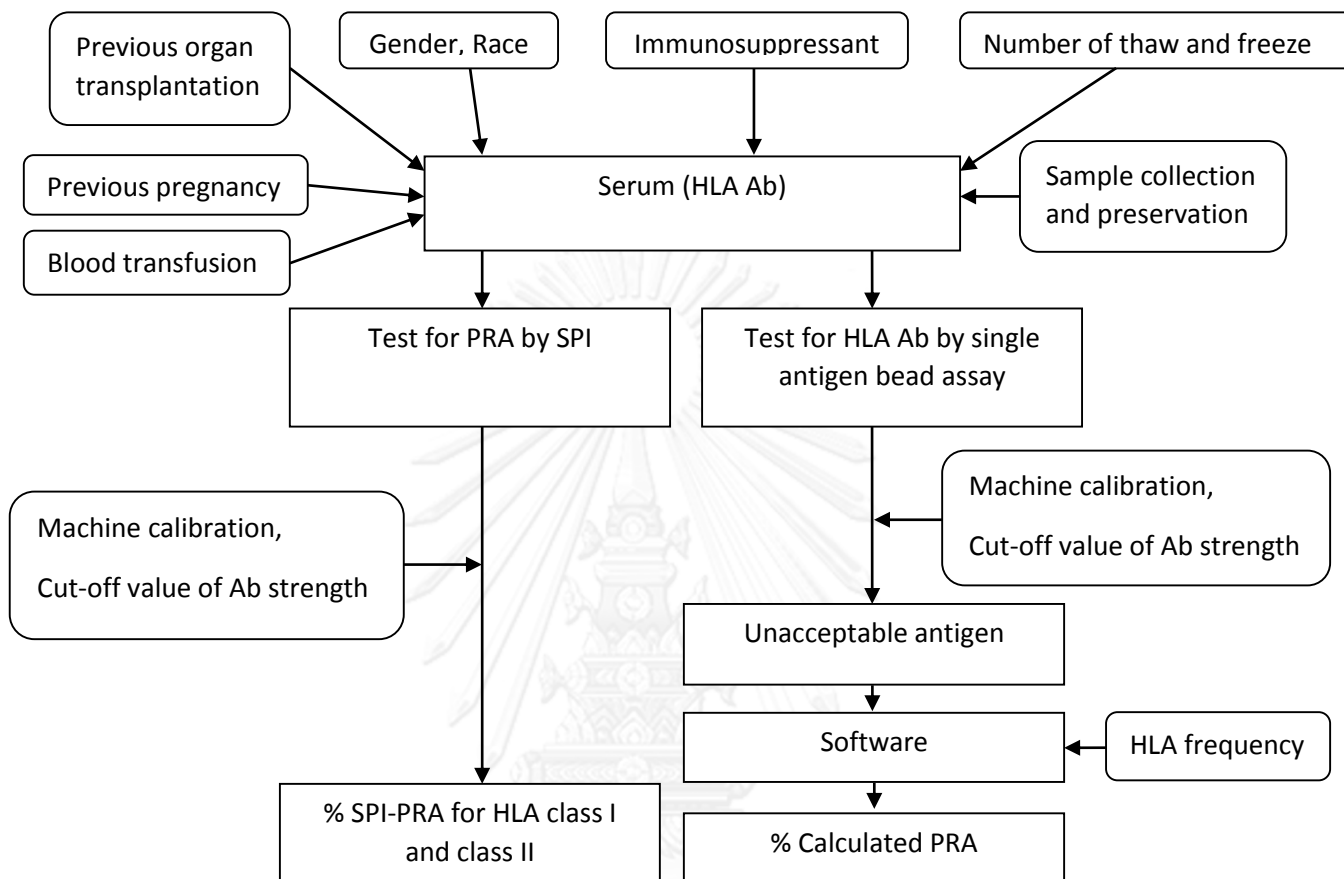 Previous organ
transplantation
Gender, Race
Immunosuppressant
Number of thaw and freeze
Previous pregnancy
Blood transfusion
Serum (HLA Ab)
Sample collection
and preservation
Test for PRA by SPI
Test for HLA Ab by single
antigen bead assay
Machine calibration,
Cut-off value of Ab strength
Machine calibration,
Cut-off value of Ab strength
Unacceptable antigen
Software
HLA frequency
% SPI-PRA for HLA class I
and class II
% Calculated PRA